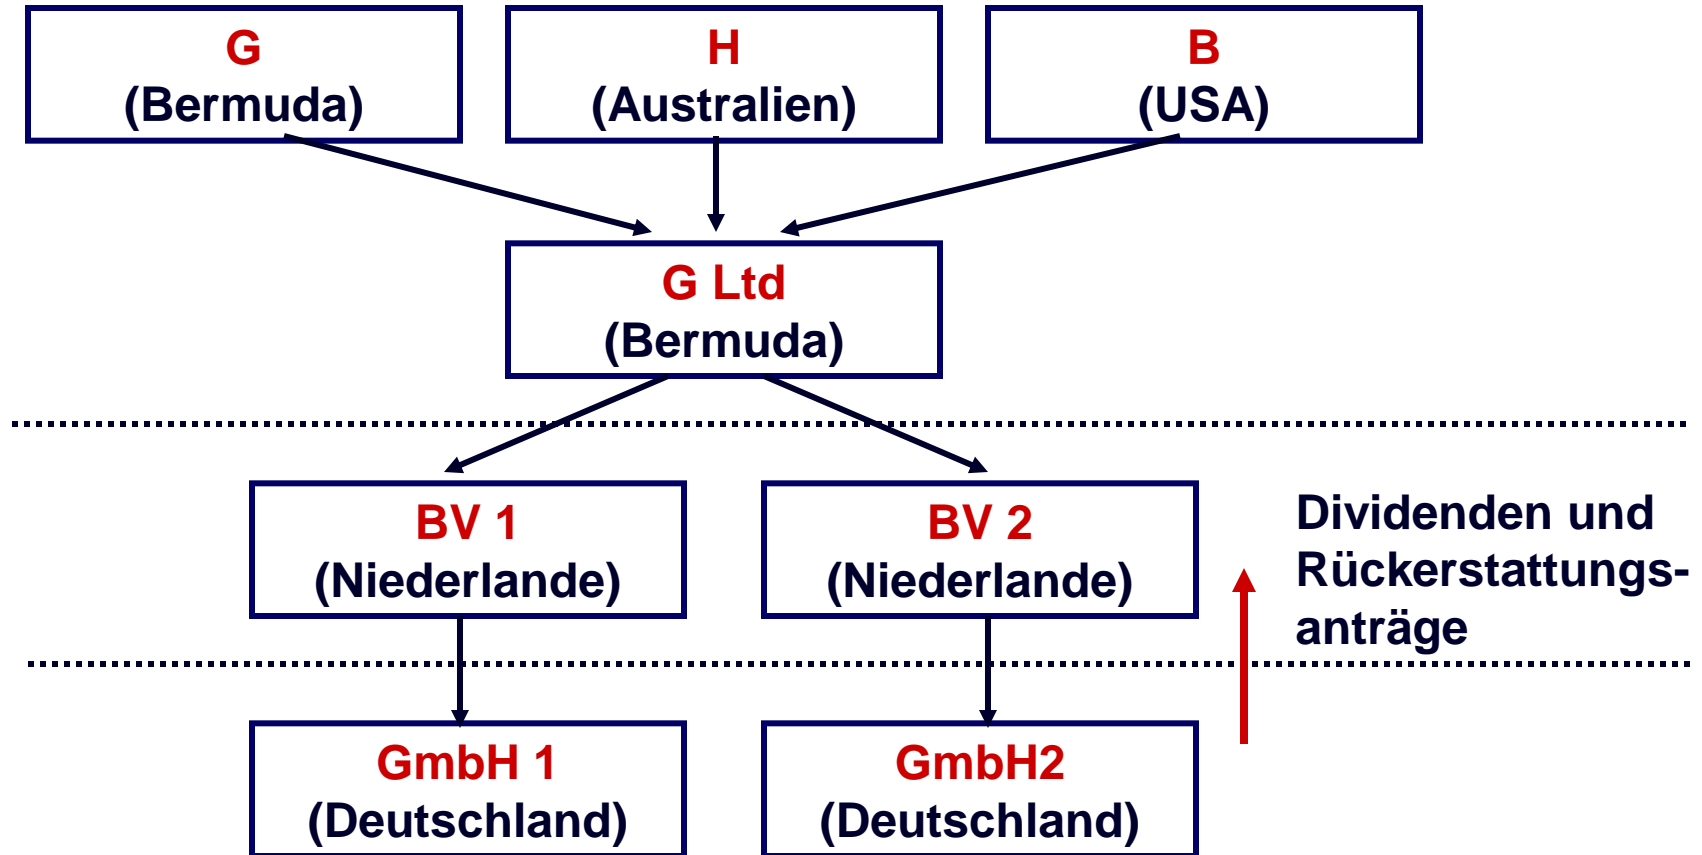 G
(Bermuda)
H
(Australien)
B
(USA)
G Ltd
(Bermuda)
BV 1
(Niederlande)
BV 2
(Niederlande)
Dividenden und
Rückerstattungs-
anträge
GmbH 1
(Deutschland)
GmbH2
(Deutschland)